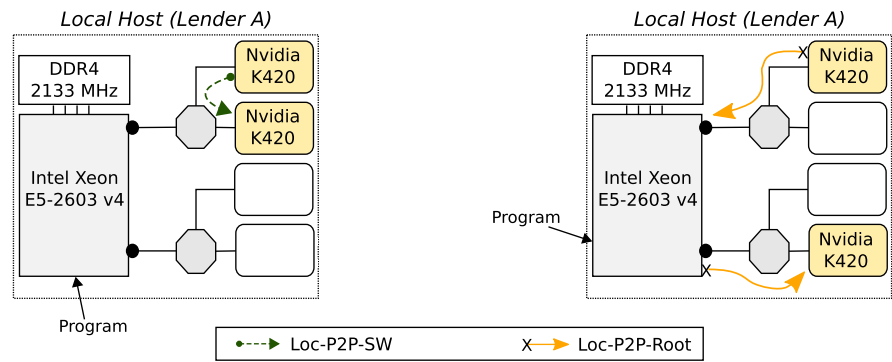 Local Host (Lender A)
DDR4
2133 MHz
Nvidia
K420
Nvidia
K420
Intel Xeon
E5-2603 v4
Program
Local Host (Lender A)
DDR4
2133 MHz
X
Nvidia
K420
Intel Xeon
E5-2603 v4
Program
Nvidia
K420
X
Loc-P2P-SW
X
Loc-P2P-Root